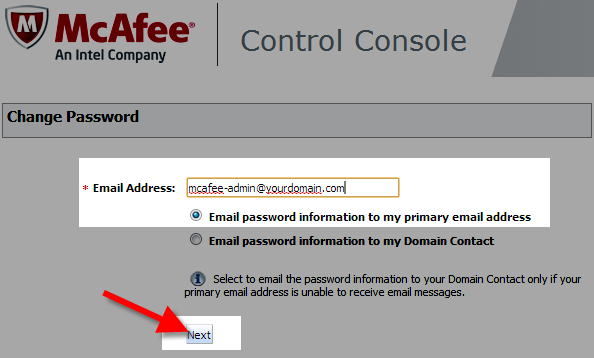 McAfee®
An Intel Company
Control Console
Change Password
* Email Address: mcafee-admin@yourdomain.com
Email password information to my primary email address
Email password information to my Domain Contact
i Select to email the password information to your Domain Contact only if your
primary email address is unable to receive email messages.
Next